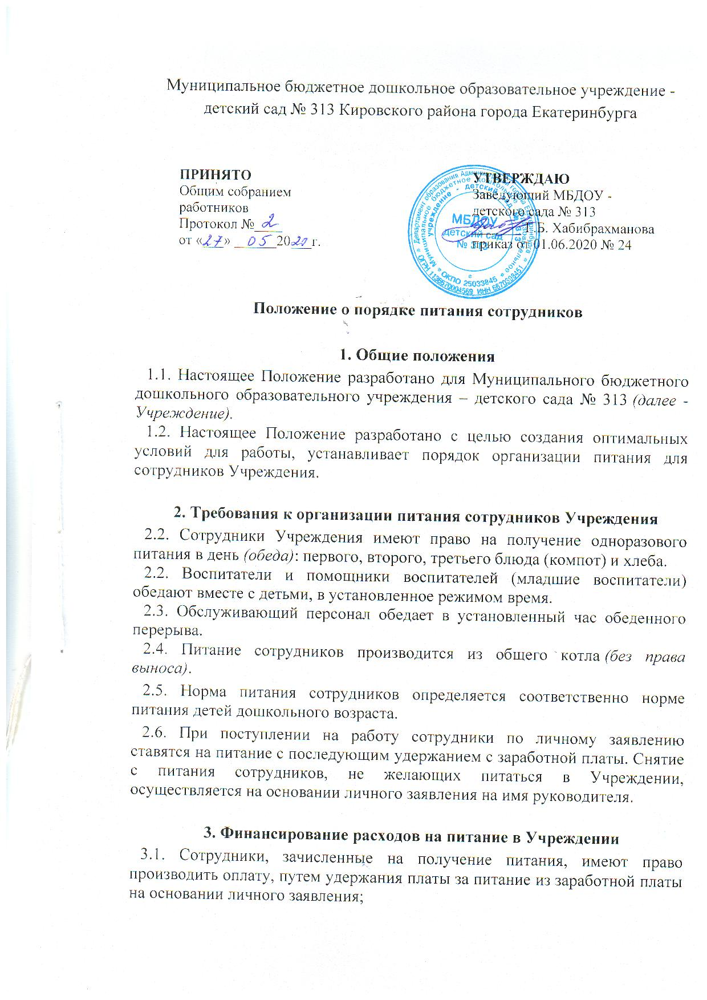 Муниципальное бюджетное дошкольное образовательное учреждение -
детский сад № 313 Кировского района города Екатеринбурга
ПРИНЯТО
Общим собранием
работников
Протокол № 2
от «27» 05 2020 г.
УТВЕРЖДАЮ
Заведующий МБДОУ -
детского сада № 313
Г.Б. Хабибрахманова
приказ от 01.06.2020 № 24
МБДОУ
детский сад
№ 313
ОКПО 25033845
Положение о порядке питания сотрудников
1. Общие положения
1.1. Настоящее Положение разработано для Муниципального бюджетного
дошкольного образовательного учреждения – детского сада № 313 (далее -
Учреждение).
1.2. Настоящее Положение разработано с целью создания оптимальных
условий для работы, устанавливает порядок организации питания для
сотрудников Учреждения.
2. Требования к организации питания сотрудников Учреждения
2.2. Сотрудники Учреждения имеют право на получение одноразового
питания в день (обеда): первого, второго, третьего блюда (компот) и хлеба.
2.2. Воспитатели и помощники воспитателей (младшие воспитатели)
обедают вместе с детьми, в установленное режимом время.
2.3. Обслуживающий персонал обедает в установленный час обеденного
перерыва.
2.4. Питание сотрудников производится из общего котла (без права
выноса).
2.5. Норма питания сотрудников определяется соответственно норме
питания детей дошкольного возраста.
2.6. При поступлении на работу сотрудники по личному заявлению
ставятся на питание с последующим удержанием с заработной платы. Снятие
с питания сотрудников, не желающих питаться в Учреждении,
осуществляется на основании личного заявления на имя руководителя.
3. Финансирование расходов на питание в Учреждении
3.1. Сотрудники, зачисленные на получение питания, имеют право
производить оплату, путем удержания платы за питание из заработной платы
на основании личного заявления;